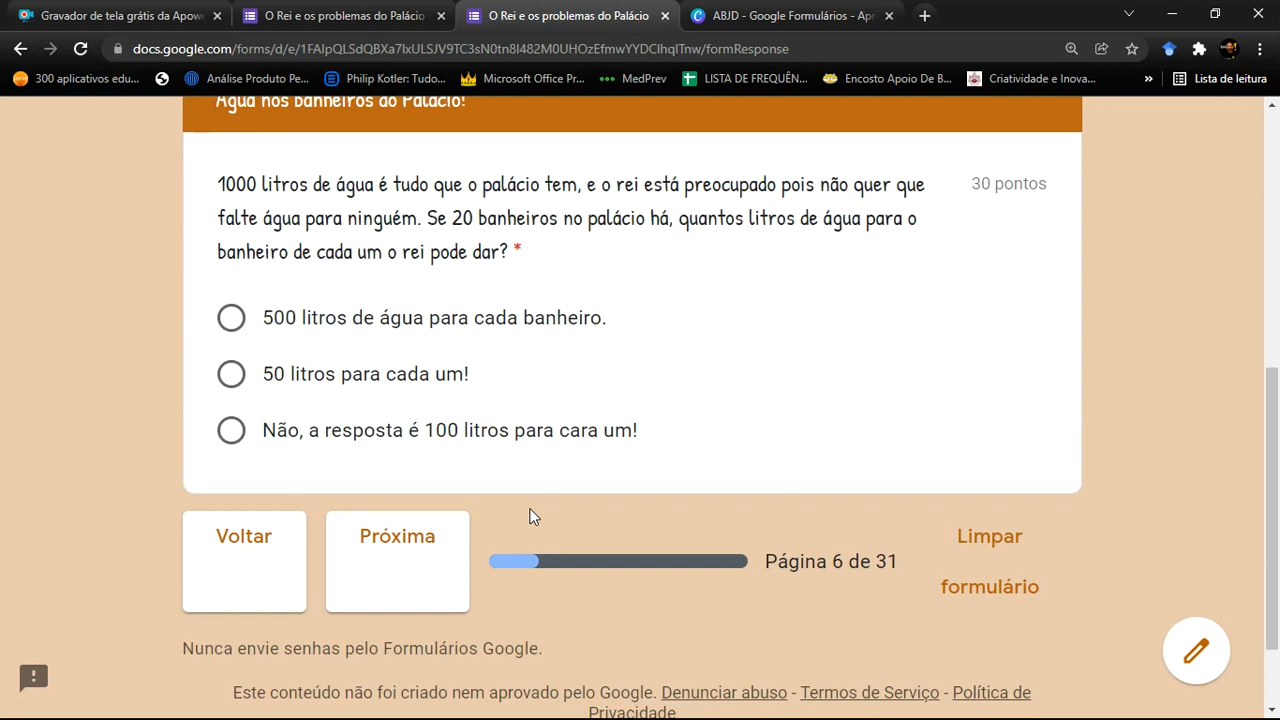 Gravador de tela grátis da Apowe
O Rei e os problemas do Palácio
O Rei e os problemas do Palácio
ABJD - Google Formulários - Apr
docs.google.com/forms/d/e/
/formResponse
300 aplicativos edu...
Análise Produto Pe...
Philip Kotler: Tudo...
Microsoft Office Pr...
MedPrev
LISTA DE FREQUÊN...
Encosto Apoio De B...
Criatividade e Inova...
»
Lista de leitura
Água nos banheiros do Palácio!
1000 litros de água é tudo que o palácio tem, e o rei está preocupado pois não quer que
30 pontos
falte água para ninguém. Se 20 banheiros no palácio há, quantos litros de água para o
banheiro de cada um o rei pode dar? *
500 litros de água para cada banheiro.
50 litros para cada um!
Não, a resposta é 100 litros para cara um!
Voltar
Próxima
Página 6 de 31
Limpar
formulário
Nunca envie senhas pelo Formulários Google.
Este conteúdo não foi criado nem aprovado pelo Google. Denunciar abuso - Termos de Serviço - Política de
Privacidade